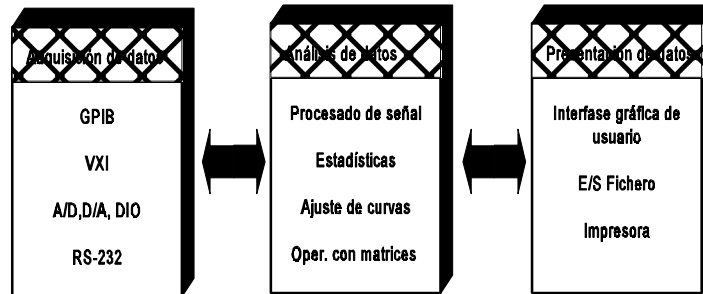 Adquisición de datos
GPIB
VXI
A/D,D/A, DIO
RS-232
Análisis de datos
Procesado de señal
Estadísticas
Ajuste de curvas
Oper. con matrices
Presentación de datos
Interfase gráfica de
usuario
E/S Fichero
Impresora